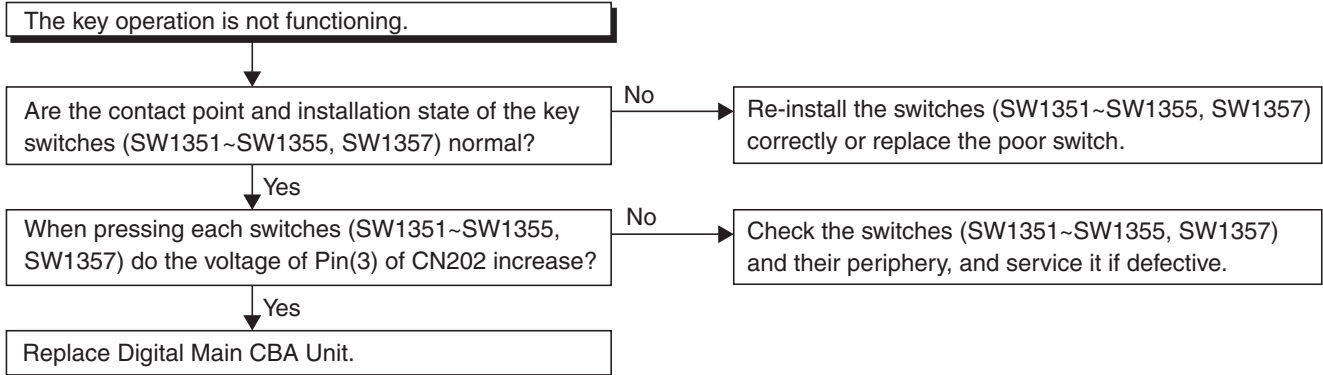 The key operation is not functioning.
Are the contact point and installation state of the key
switches (SW1351~SW1355, SW1357) normal?
No
Re-install the switches (SW1351~SW1355, SW1357)
correctly or replace the poor switch.
Yes
When pressing each switches (SW1351~SW1355,
SW1357) do the voltage of Pin(3) of CN202 increase?
No
Check the switches (SW1351~SW1355, SW1357)
and their periphery, and service it if defective.
Yes
Replace Digital Main CBA Unit.